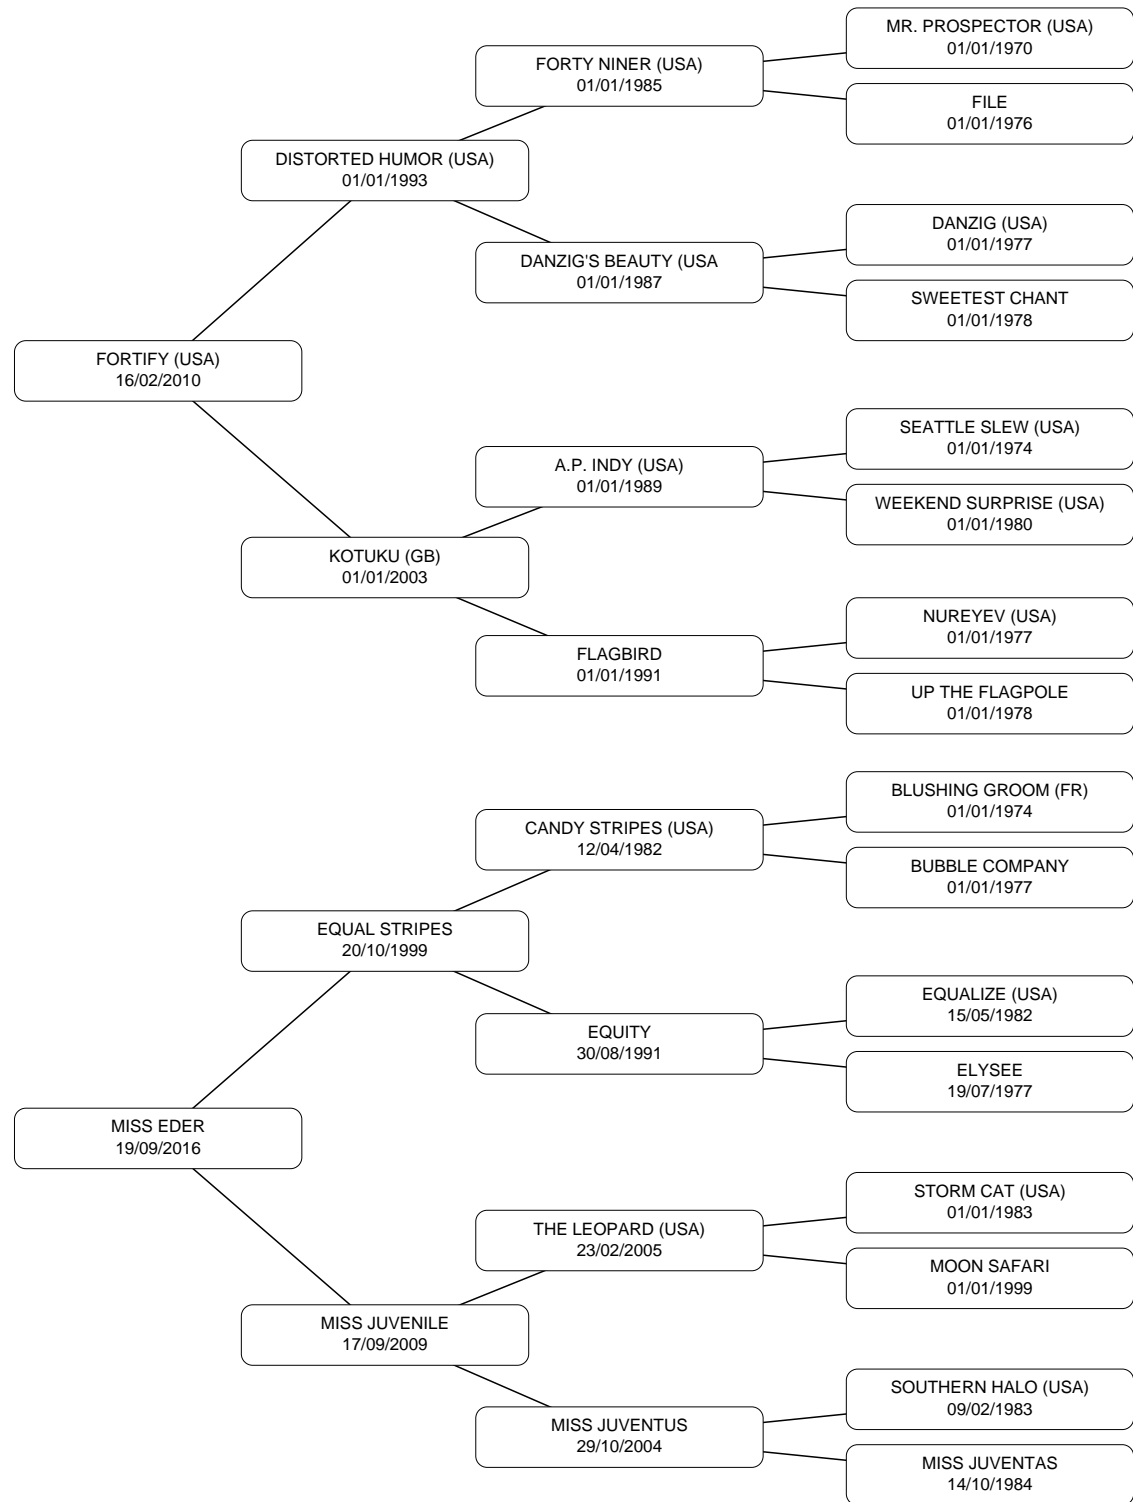 MR. PROSPECTOR (USA)
01/01/1970
FORTY NINER (USA)
01/01/1985
FILE
01/01/1976
DISTORTED HUMOR (USA)
01/01/1993
DANZIG (USA)
01/01/1977
DANZIG'S BEAUTY (USA
01/01/1987
SWEETEST CHANT
01/01/1978
FORTIFY (USA)
16/02/2010
SEATTLE SLEW (USA)
01/01/1974
A.P. INDY (USA)
01/01/1989
WEEKEND SURPRISE (USA)
01/01/1980
KOTUKU (GB)
01/01/2003
NUREYEV (USA)
01/01/1977
FLAGBIRD
01/01/1991
UP THE FLAGPOLE
01/01/1978
BLUSHING GROOM (FR)
01/01/1974
CANDY STRIPES (USA)
12/04/1982
BUBBLE COMPANY
01/01/1977
EQUAL STRIPES
20/10/1999
EQUALIZE (USA)
15/05/1982
EQUITY
30/08/1991
ELYSEE
19/07/1977
MISS EDER
19/09/2016
STORM CAT (USA)
01/01/1983
THE LEOPARD (USA)
23/02/2005
MOON SAFARI
01/01/1999
MISS JUVENILE
17/09/2009
SOUTHERN HALO (USA)
09/02/1983
MISS JUVENTUS
29/10/2004
MISS JUVENTAS
14/10/1984